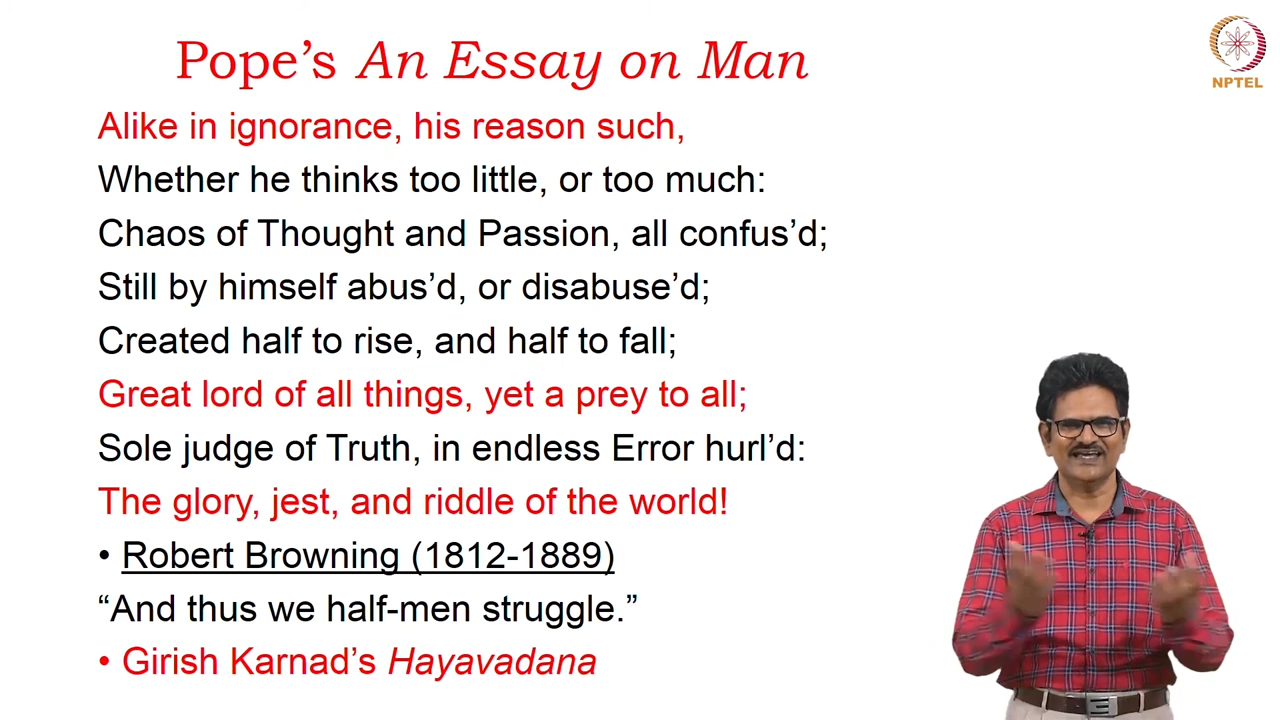 Pope’s An Essay on Man
NPTEL
Alike in ignorance, his reason such,
Whether he thinks too little, or too much:
Chaos of Thought and Passion, all confus’d;
Still by himself abus’d, or disabuse’d;
Created half to rise, and half to fall;
Great lord of all things, yet a prey to all;
Sole judge of Truth, in endless Error hurl’d:
The glory, jest, and riddle of the world!
• Robert Browning (1812-1889)
“And thus we half-men struggle.”
• Girish Karnad’s Hayavadana